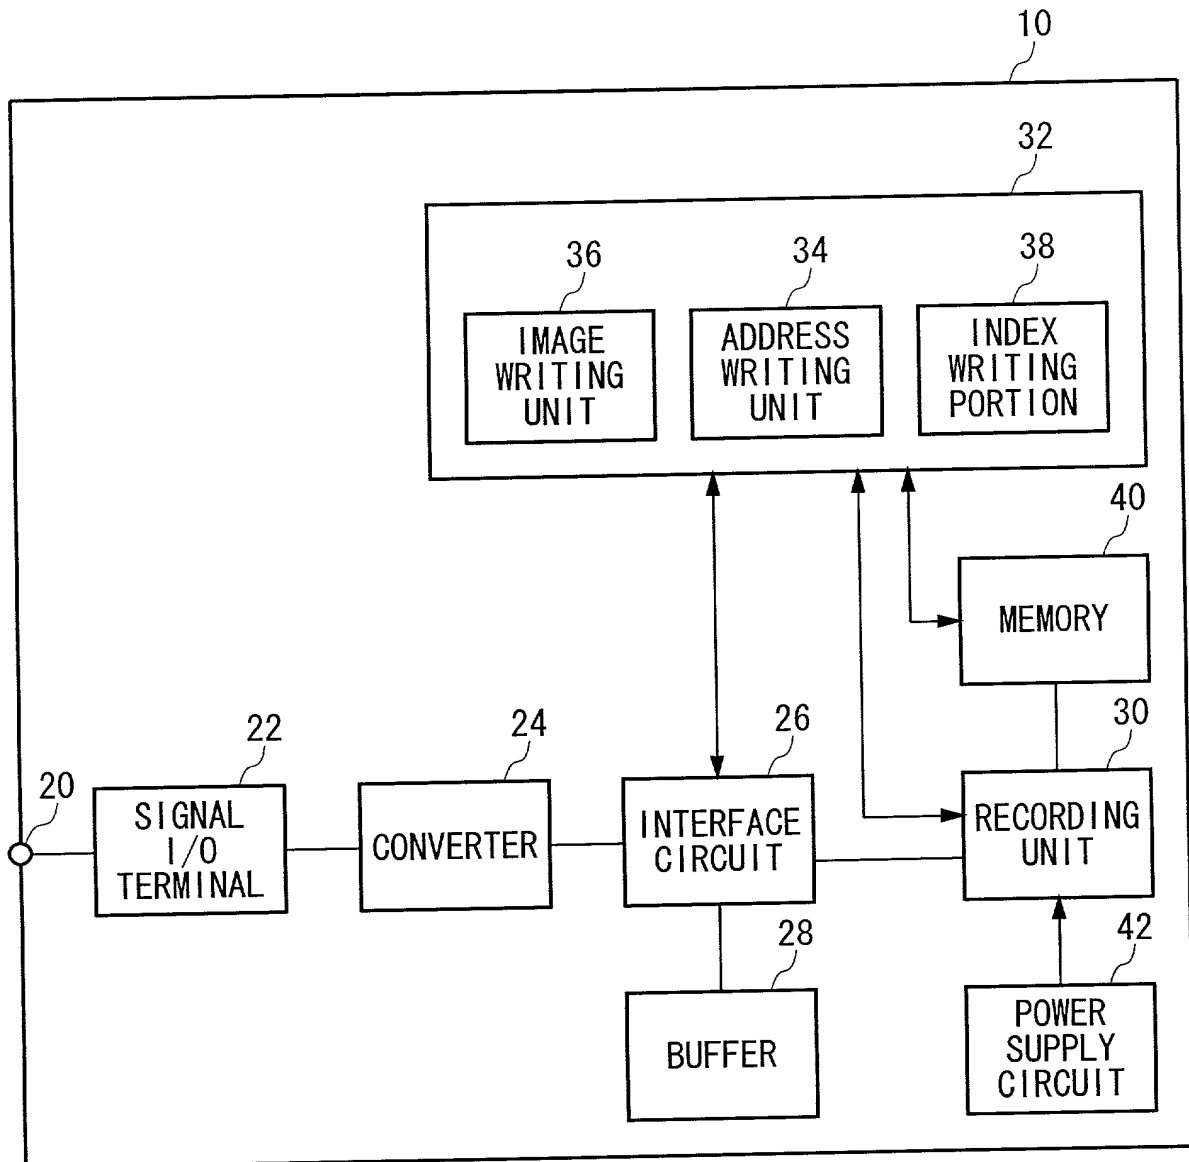 10
32
36
34
38
IMAGE
WRITING
UNIT
ADDRESS
WRITING
UNIT
INDEX
WRITING
PORTION
40
MEMORY
20
22
24
26
30
SIGNAL
I/O
TERMINAL
CONVERTER
INTERFACE
CIRCUIT
RECORDING
UNIT
28
42
BUFFER
POWER
SUPPLY
CIRCUIT